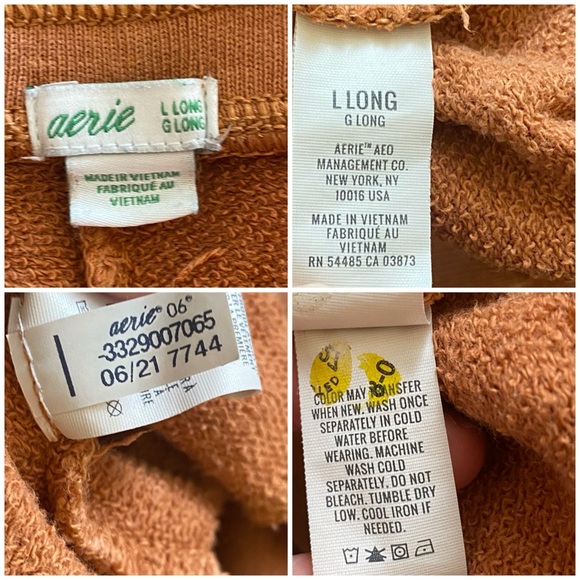 aerie
L LONG
G LONG
MADE IN VIETNAM
FABRIQUÉ AU
VIETNAM
L LONG
G LONG
AERIE™ AEO
MANAGEMENT CO.
NEW YORK, NY
10016 USA
MADE IN VIETNAM
FABRIQUÉ AU
VIETNAM
RN 54485 CA 03873
aerie® 06
-3329007065
06/21 7744
COLOR MAY TRANSFER
WHEN NEW. WASH ONCE
SEPARATELY IN COLD
WATER BEFORE
WEARING. MACHINE
WASH COLD
SEPARATELY. DO NOT
BLEACH. TUMBLE DRY
LOW. COOL IRON IF
NEEDED.